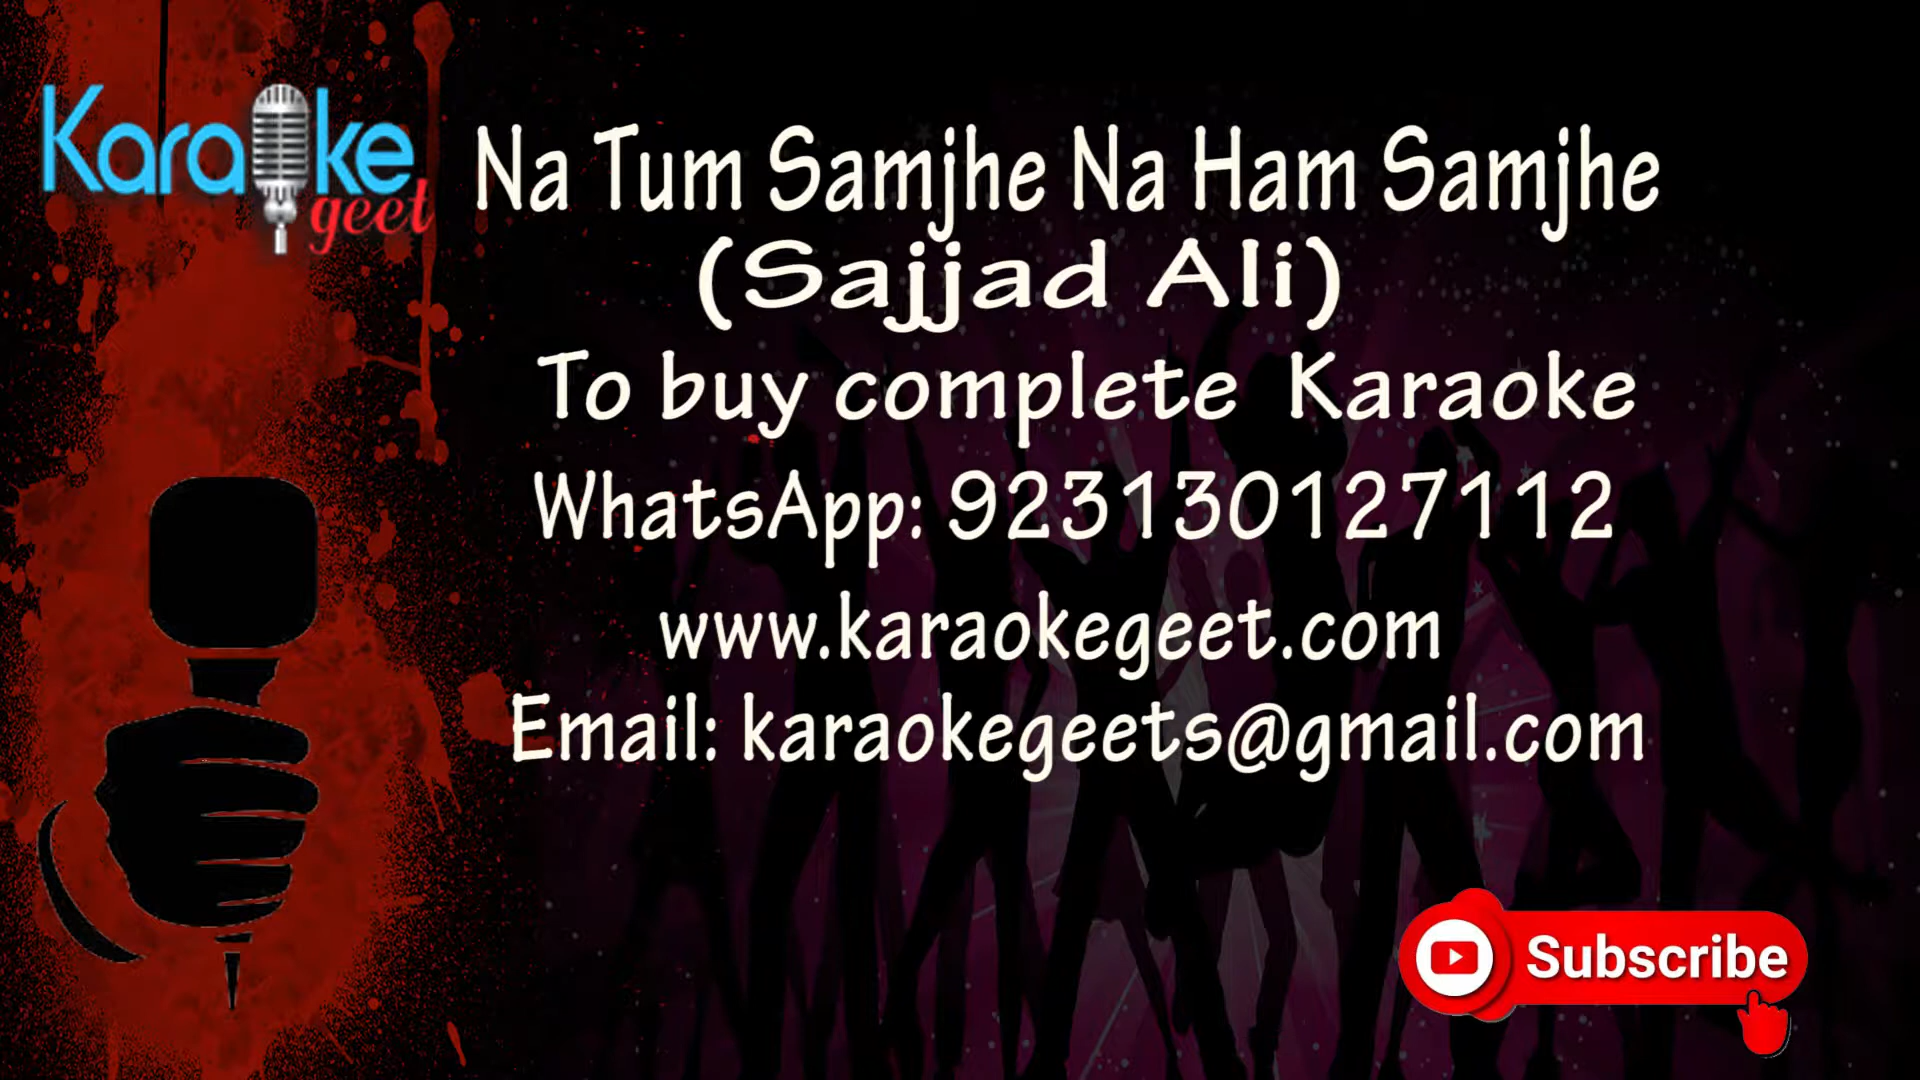 Karaoke
geet
Na Tum Samjhe Na Ham Samjhe
(Sajjad Ali)
To buy complete Karaoke
WhatsApp: 923130127112
www.karaokegeet.com
Email: karaokegeets@gmail.com
Subscribe